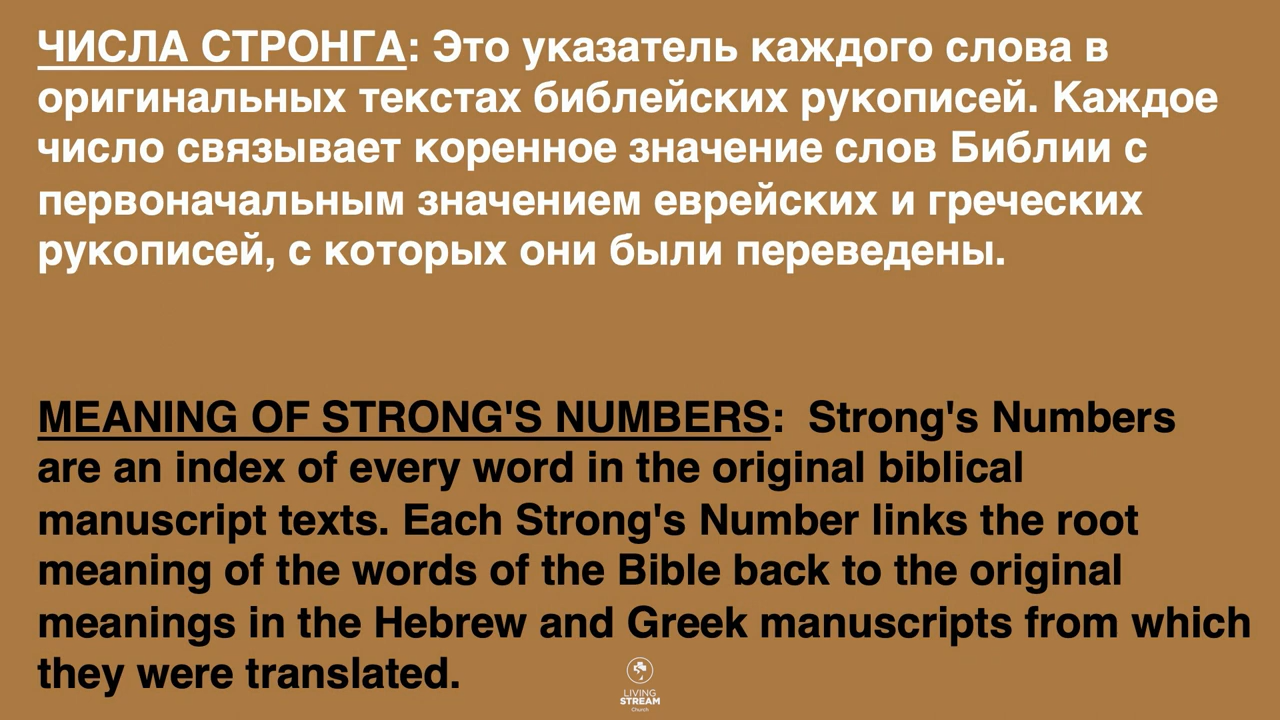 ЧИСЛА СТРОНГА: Это указатель каждого слова в
оригинальных текстах библейских рукописей. Каждое
число связывает коренное значение слов Библии с
первоначальным значением еврейских и греческих
рукописей, с которых они были переведены.
MEANING OF STRONG'S NUMBERS:  Strong's Numbers
are an index of every word in the original biblical
manuscript texts. Each Strong's Number links the root
meaning of the words of the Bible back to the original
meanings in the Hebrew and Greek manuscripts from which
they were translated.
LIVING
STREAM
Church